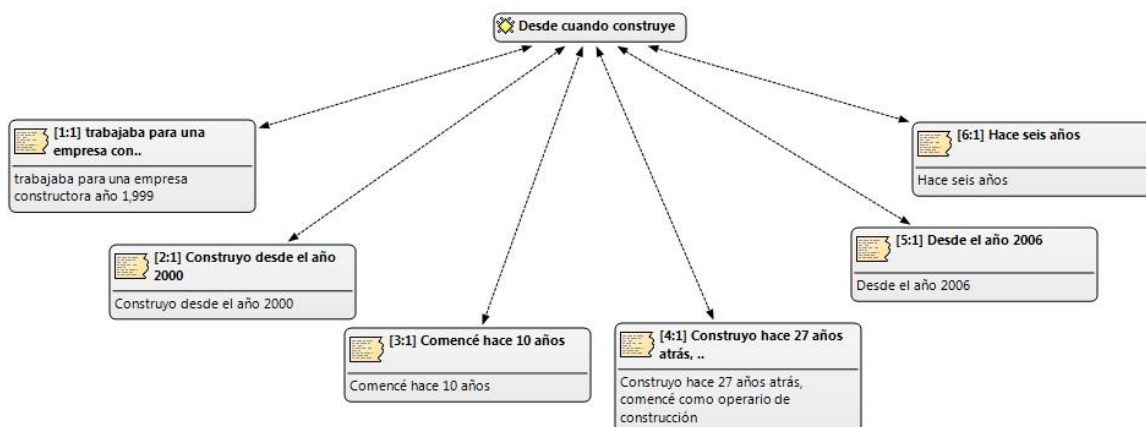 Desde cuando construye
[1:1] trabajaba para una
empresa con..
trabajaba para una empresa
constructora año 1,999
[2:1] Construyo desde el año
2000
Construyo desde el año 2000
[3:1] Comencé hace 10 años
Comencé hace 10 años
[4:1] Construyo hace 27 años
atrás, ..
Construyo hace 27 años atrás,
comencé como operario de
construcción
[5:1] Desde el año 2006
Desde el año 2006
[6:1] Hace seis años
Hace seis años